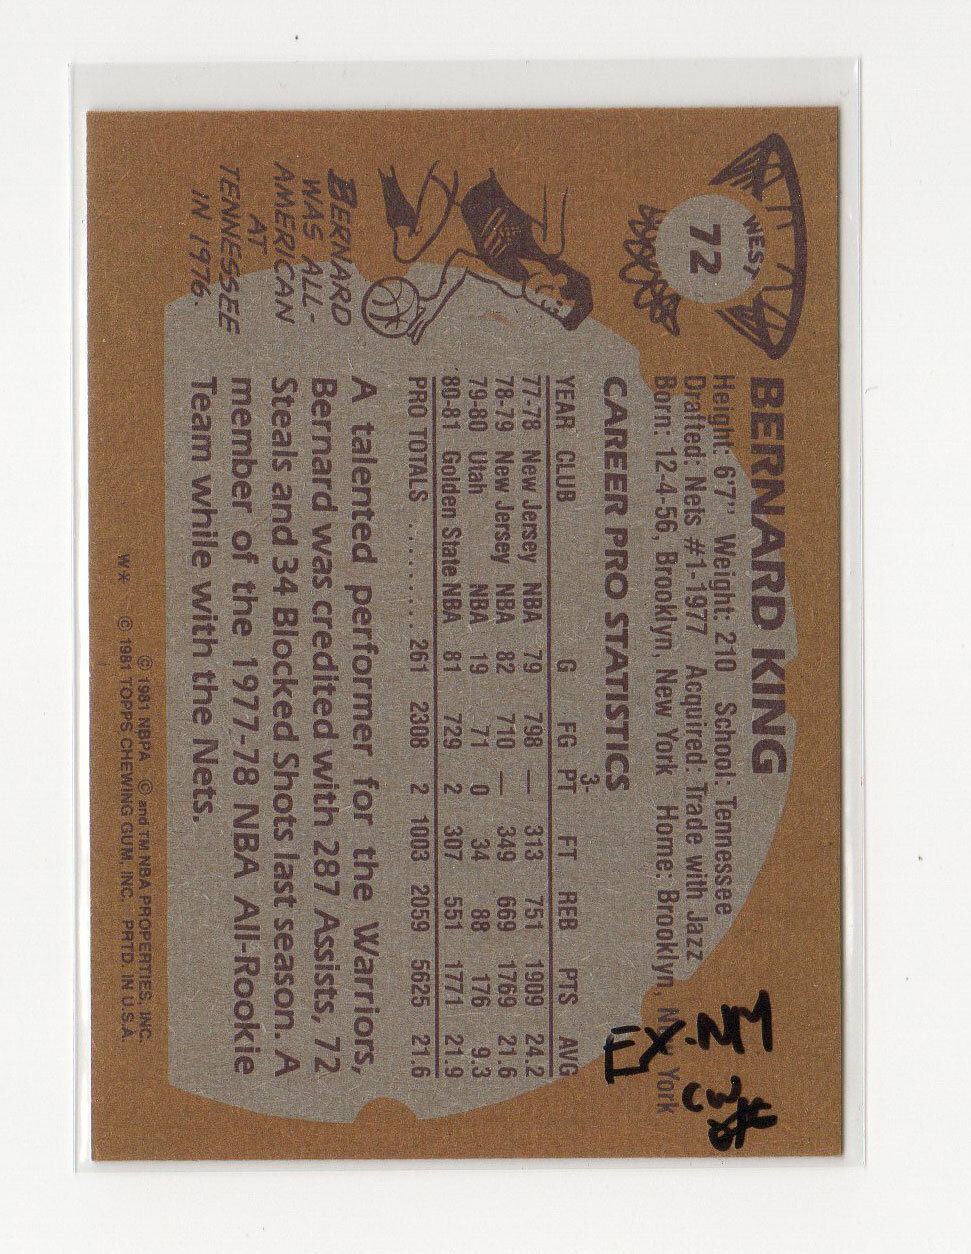 WEST
72
BERNARD KING
Height: 6'7" Weight: 210 School: Tennessee
Drafted: Nets #1-1977 Acquired: Trade with Jazz
Born: 12-4-56, Brooklyn, New York Home: Brooklyn, New York
CAREER PRO STATISTICS
YEAR CLUB G FG 3-PT FT REB PTS AVG
77-78 New Jersey NBA 79 798 — 313 751 1909 24.2
78-79 New Jersey NBA 82 710 — 349 669 1769 21.6
79-80 Utah NBA 19 71 0 34 88 176 9.3
80-81 Golden State NBA 81 729 2 307 551 1771 21.9
PRO TOTALS .......... 261 2308 2 1003 2059 5625 21.6
A talented performer for the Warriors,
Bernard was credited with 287 Assists, 72
Steals and 34 Blocked Shots last season. A
member of the 1977-78 NBA All-Rookie
Team while with the Nets.
BERNARD
WAS ALL-
AMERICAN
AT
TENNESSEE
IN 1976.
© 1981 NBPA © and TM NBA PROPERTIES, INC.
W* © 1981 TOPPS CHEWING GUM, INC. PRTD. IN U.S.A.
EX